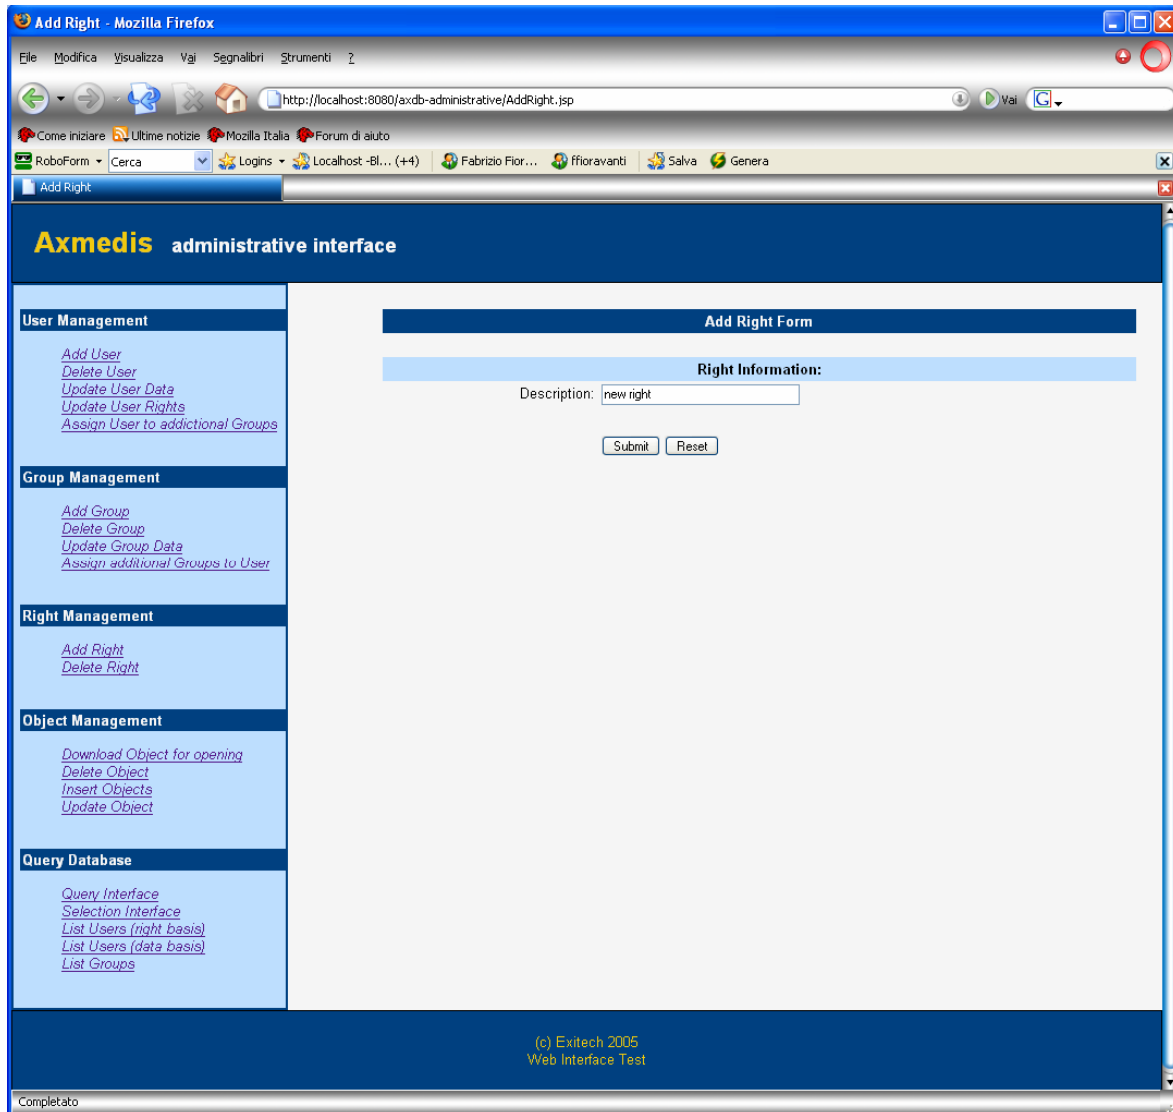 Add Right - Mozilla Firefox
File Modifica Visualizza Vai Segnalibri Strumenti ?
http://localhost:8080/axdb-administrative/AddRight.jsp Vai G
Come iniziare Ultime notizie Mozilla Italia Forum di aiuto
RoboForm Cerca Logins Localhost -Bl... (+4) Fabrizio Fior... ffioravanti Salva Genera
Add Right
Axmedis administrative interface
User Management
Add User
Delete User
Update User Data
Update User Rights
Assign User to addictional Groups
Group Management
Add Group
Delete Group
Update Group Data
Assign additional Groups to User
Right Management
Add Right
Delete Right
Object Management
Download Object for opening
Delete Object
Insert Objects
Update Object
Query Database
Query Interface
Selection Interface
List Users (right basis)
List Users (data basis)
List Groups
Add Right Form
Right Information:
Description: new right
Submit Reset
(c) Exitech 2005
Web Interface Test
Completato